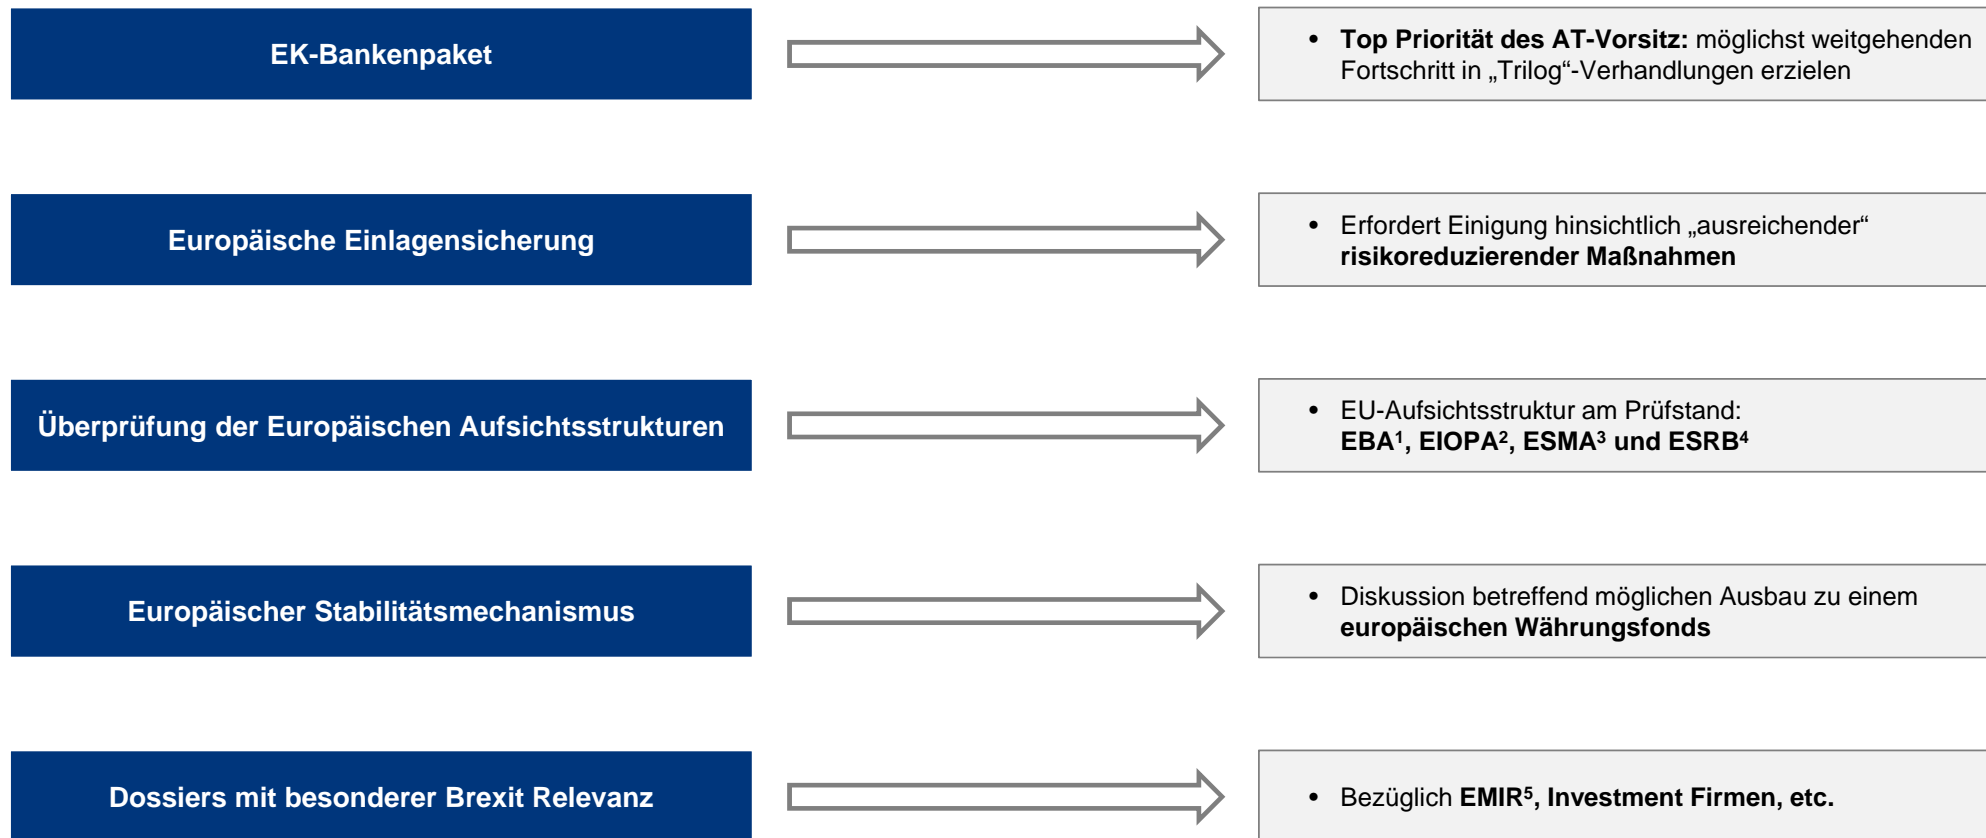 EK-Bankenpaket
• Top Priorität des AT-Vorsitz: möglichst weitgehenden
Fortschritt in „Trilog“-Verhandlungen erzielen
Europäische Einlagensicherung
• Erfordert Einigung hinsichtlich „ausreichender“
risikoreduzierender Maßnahmen
Überprüfung der Europäischen Aufsichtsstrukturen
• EU-Aufsichtsstruktur am Prüfstand:
EBA¹, EIOPA², ESMA³ und ESRB⁴
Europäischer Stabilitätsmechanismus
• Diskussion betreffend möglichen Ausbau zu einem
europäischen Währungsfonds
Dossiers mit besonderer Brexit Relevanz
• Bezüglich EMIR⁵, Investment Firmen, etc.